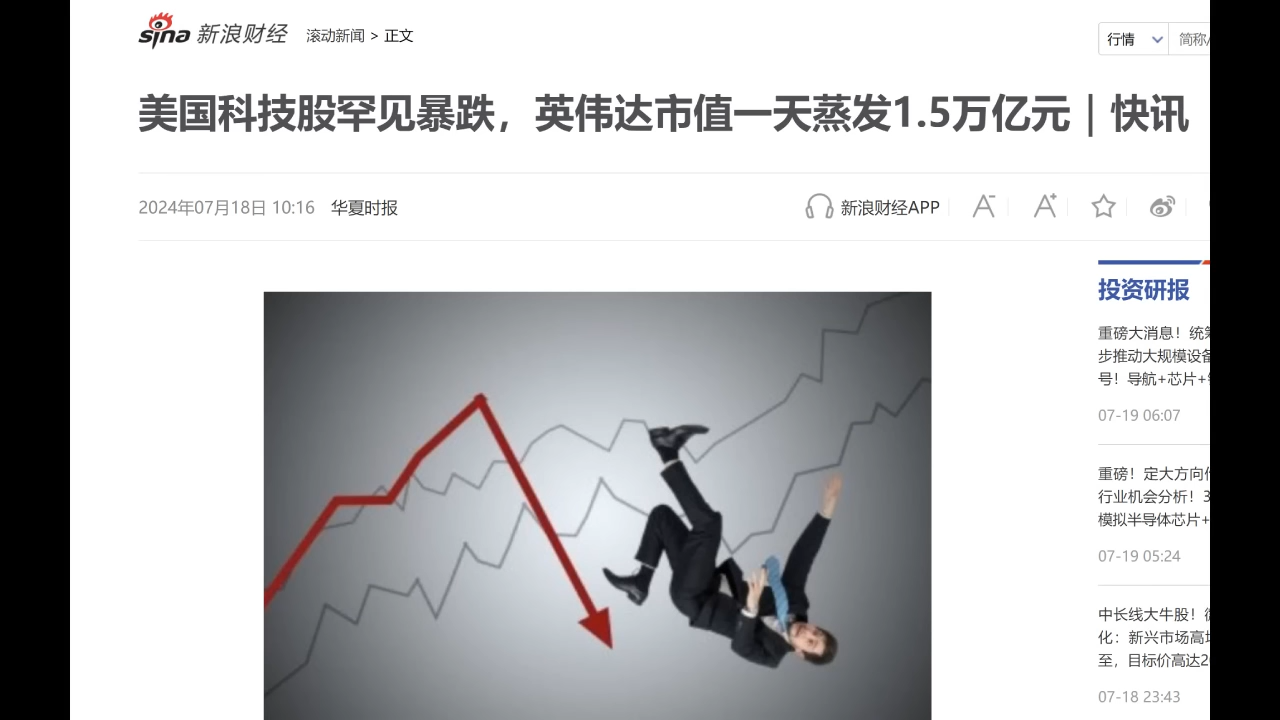 sina 新浪财经 滚动新闻 > 正文
行情 简称/
美国科技股罕见暴跌，英伟达市值一天蒸发1.5万亿元｜快讯
2024年07月18日 10:16 华夏时报
新浪财经APP A- A+
投资研报
重磅大消息！统
步推动大规模设备
号！导航+芯片+
07-19 06:07
重磅！定大方向
行业机会分析！3
模拟半导体芯片+
07-19 05:24
中长线大牛股！
化：新兴市场高
至，目标价高达2
07-18 23:43